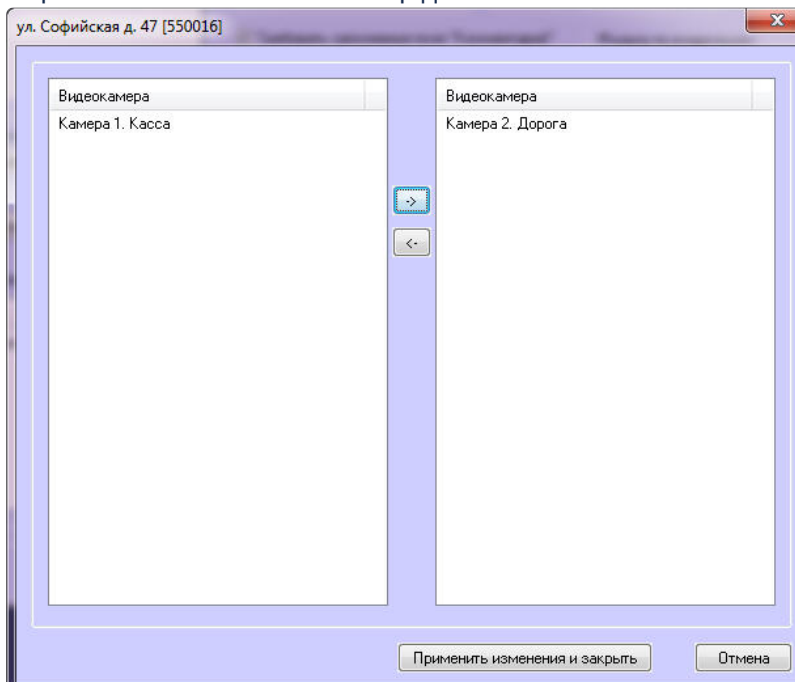 ул. Софийская д. 47 [550016]
Видеокамера
Камера 1. Касса
->
<-
Видеокамера
Камера 2. Дорога
Применить изменения и закрыть
Отмена